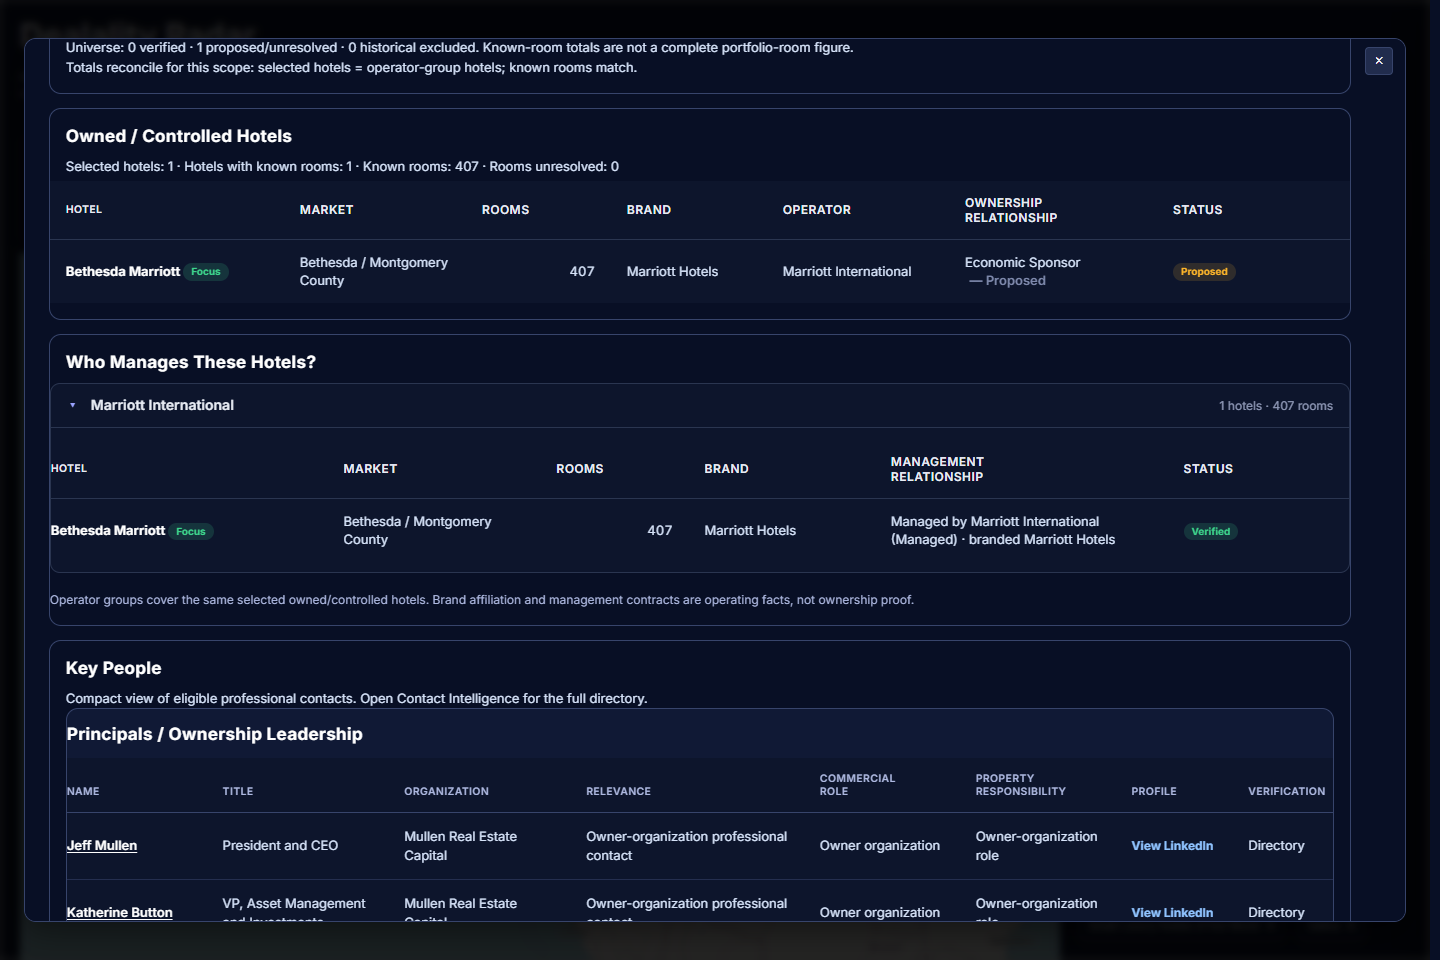 Universe: 0 verified · 1 proposed/unresolved · 0 historical excluded. Known-room totals are not a complete portfolio-room figure.
Totals reconcile for this scope: selected hotels = operator-group hotels; known rooms match.
×
Owned / Controlled Hotels
Selected hotels: 1 · Hotels with known rooms: 1 · Known rooms: 407 · Rooms unresolved: 0
HOTEL MARKET ROOMS BRAND OPERATOR OWNERSHIP RELATIONSHIP STATUS
Bethesda Marriott Focus Bethesda / Montgomery County 407 Marriott Hotels Marriott International Economic Sponsor — Proposed Proposed
Who Manages These Hotels?
▾ Marriott International 1 hotels · 407 rooms
HOTEL MARKET ROOMS BRAND MANAGEMENT RELATIONSHIP STATUS
Bethesda Marriott Focus Bethesda / Montgomery County 407 Marriott Hotels Managed by Marriott International (Managed) · branded Marriott Hotels Verified
Operator groups cover the same selected owned/controlled hotels. Brand affiliation and management contracts are operating facts, not ownership proof.
Key People
Compact view of eligible professional contacts. Open Contact Intelligence for the full directory.
Principals / Ownership Leadership
NAME TITLE ORGANIZATION RELEVANCE COMMERCIAL ROLE PROPERTY RESPONSIBILITY PROFILE VERIFICATION
Jeff Mullen President and CEO Mullen Real Estate Capital Owner-organization professional contact Owner organization Owner-organization role View LinkedIn Directory
Katherine Button VP, Asset Management and Investments Mullen Real Estate Capital Owner-organization professional contact Owner organization Owner-organization role View LinkedIn Directory